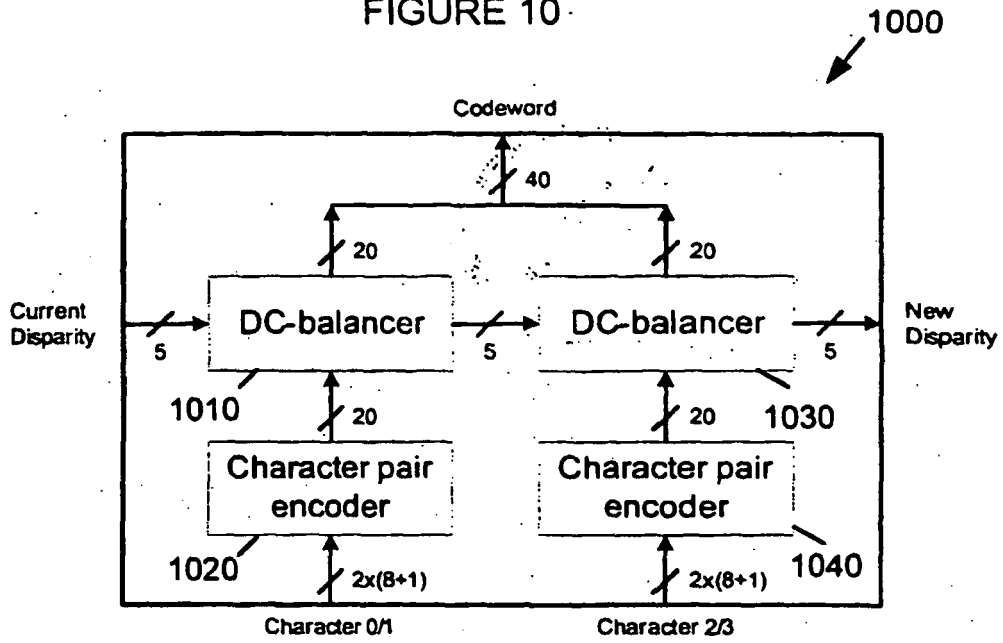 FIGURE 10
1000
Codeword
40
20
20
Current
Disparity
5
DC-balancer
5
DC-balancer
5
New
Disparity
1010
20
20
1030
Character pair
encoder
Character pair
encoder
1020
2x(8+1)
2x(8+1)
1040
Character 0/1
Character 2/3